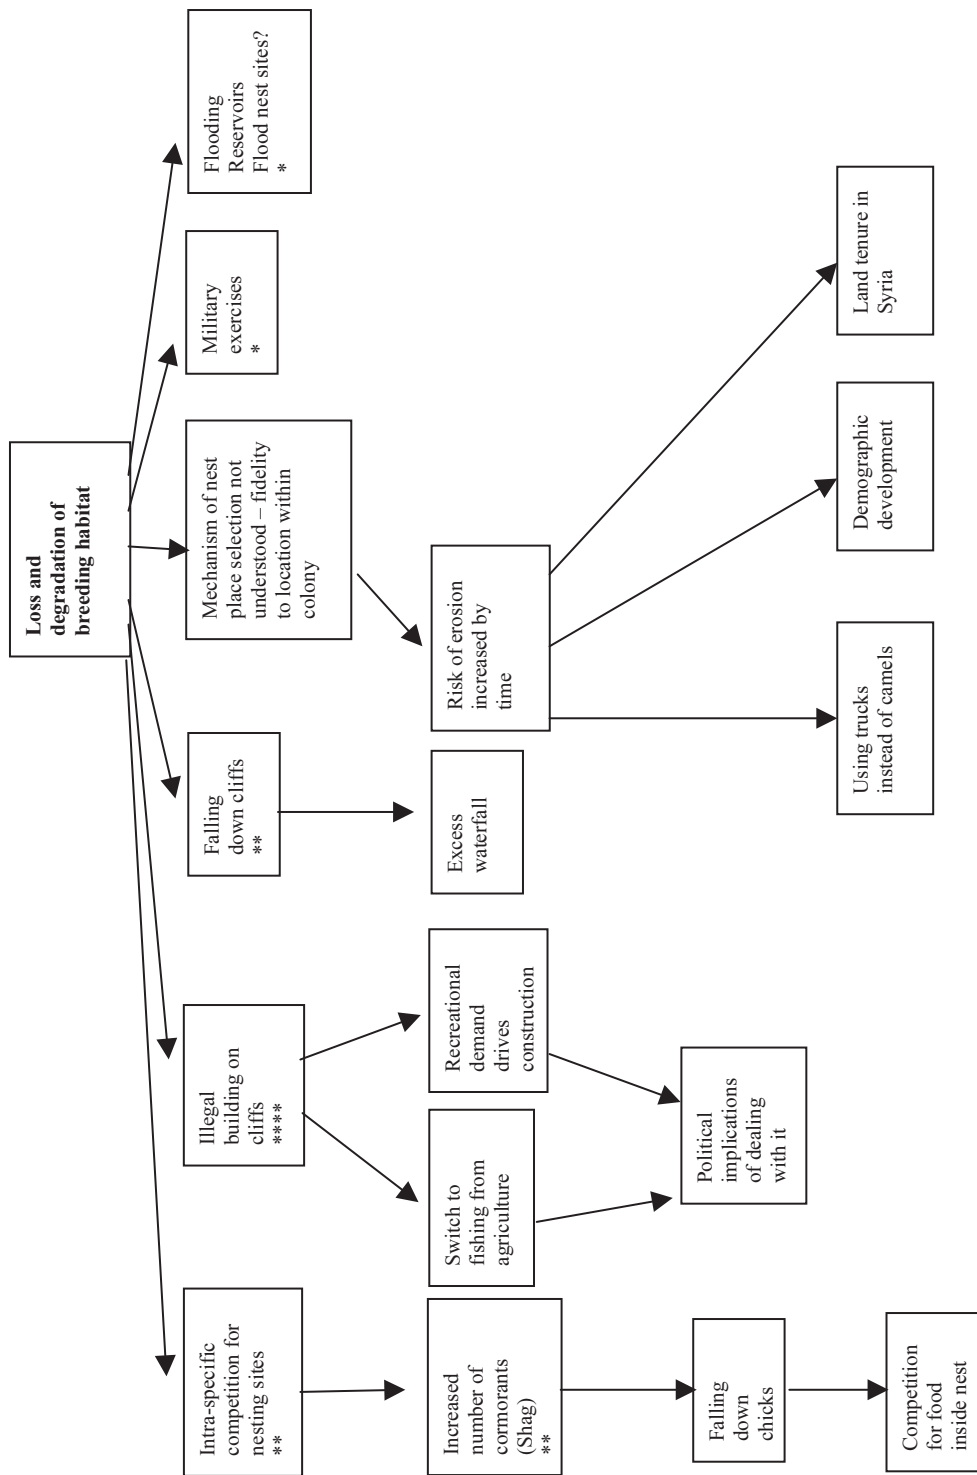 Loss and
degradation of
breeding habitat
Intra-specific
competition for
nesting sites
**
Illegal
building on
cliffs
****
Falling
down cliffs
**
Mechanism of nest
place selection not
understood – fidelity
to location within
colony
Military
exercises
*
Flooding
Reservoirs
Flood nest sites?
*
Increased
number of
cormorants
(Shag)
**
Switch to
fishing from
agriculture
Recreational
demand
drives
construction
Excess
waterfall
Risk of erosion
increased by
time
Falling
down
chicks
Political
implications
of dealing
with it
Using trucks
instead of camels
Demographic
development
Land tenure in
Syria
Competition
for food
inside nest